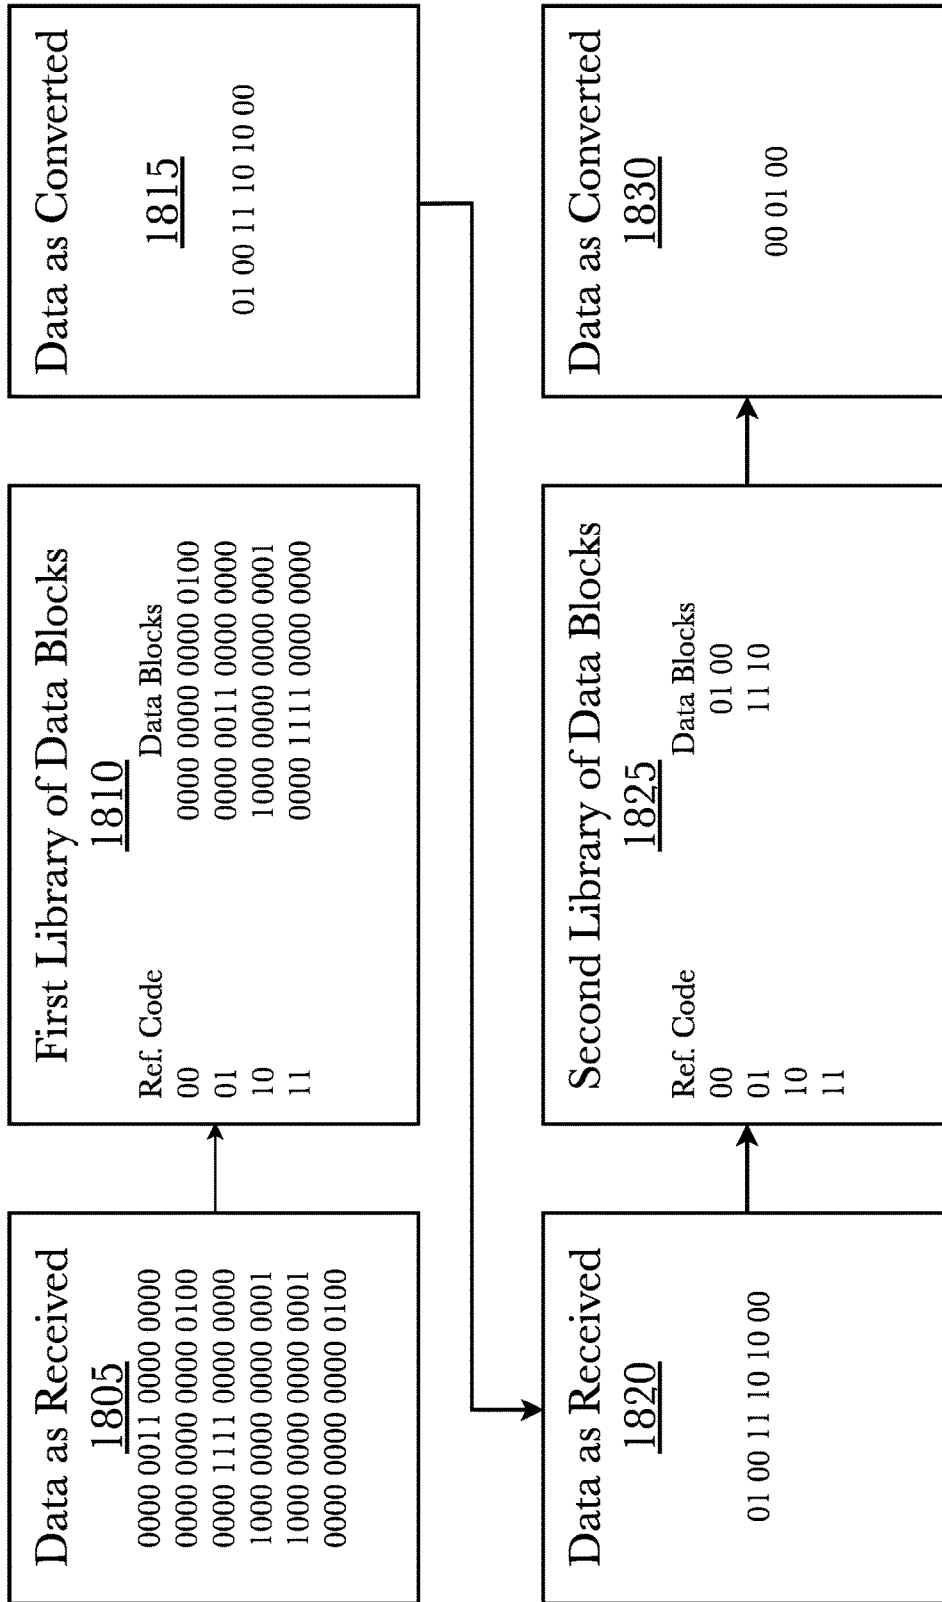 Data as Received
1805
0000 0011 0000 0000
0000 0000 0000 0100
0000 1111 0000 0000
1000 0000 0000 0001
1000 0000 0000 0001
0000 0000 0000 0100
First Library of Data Blocks
1810
Ref. Code Data Blocks
00 0000 0000 0000 0100
01 0000 0011 0000 0000
10 1000 0000 0000 0001
11 0000 1111 0000 0000
Data as Converted
1815
01 00 11 10 10 00
Data as Received
1820
01 00 11 10 10 00
Second Library of Data Blocks
1825
Ref. Code Data Blocks
00 01 00
01 11 10
10
11
Data as Converted
1830
00 01 00